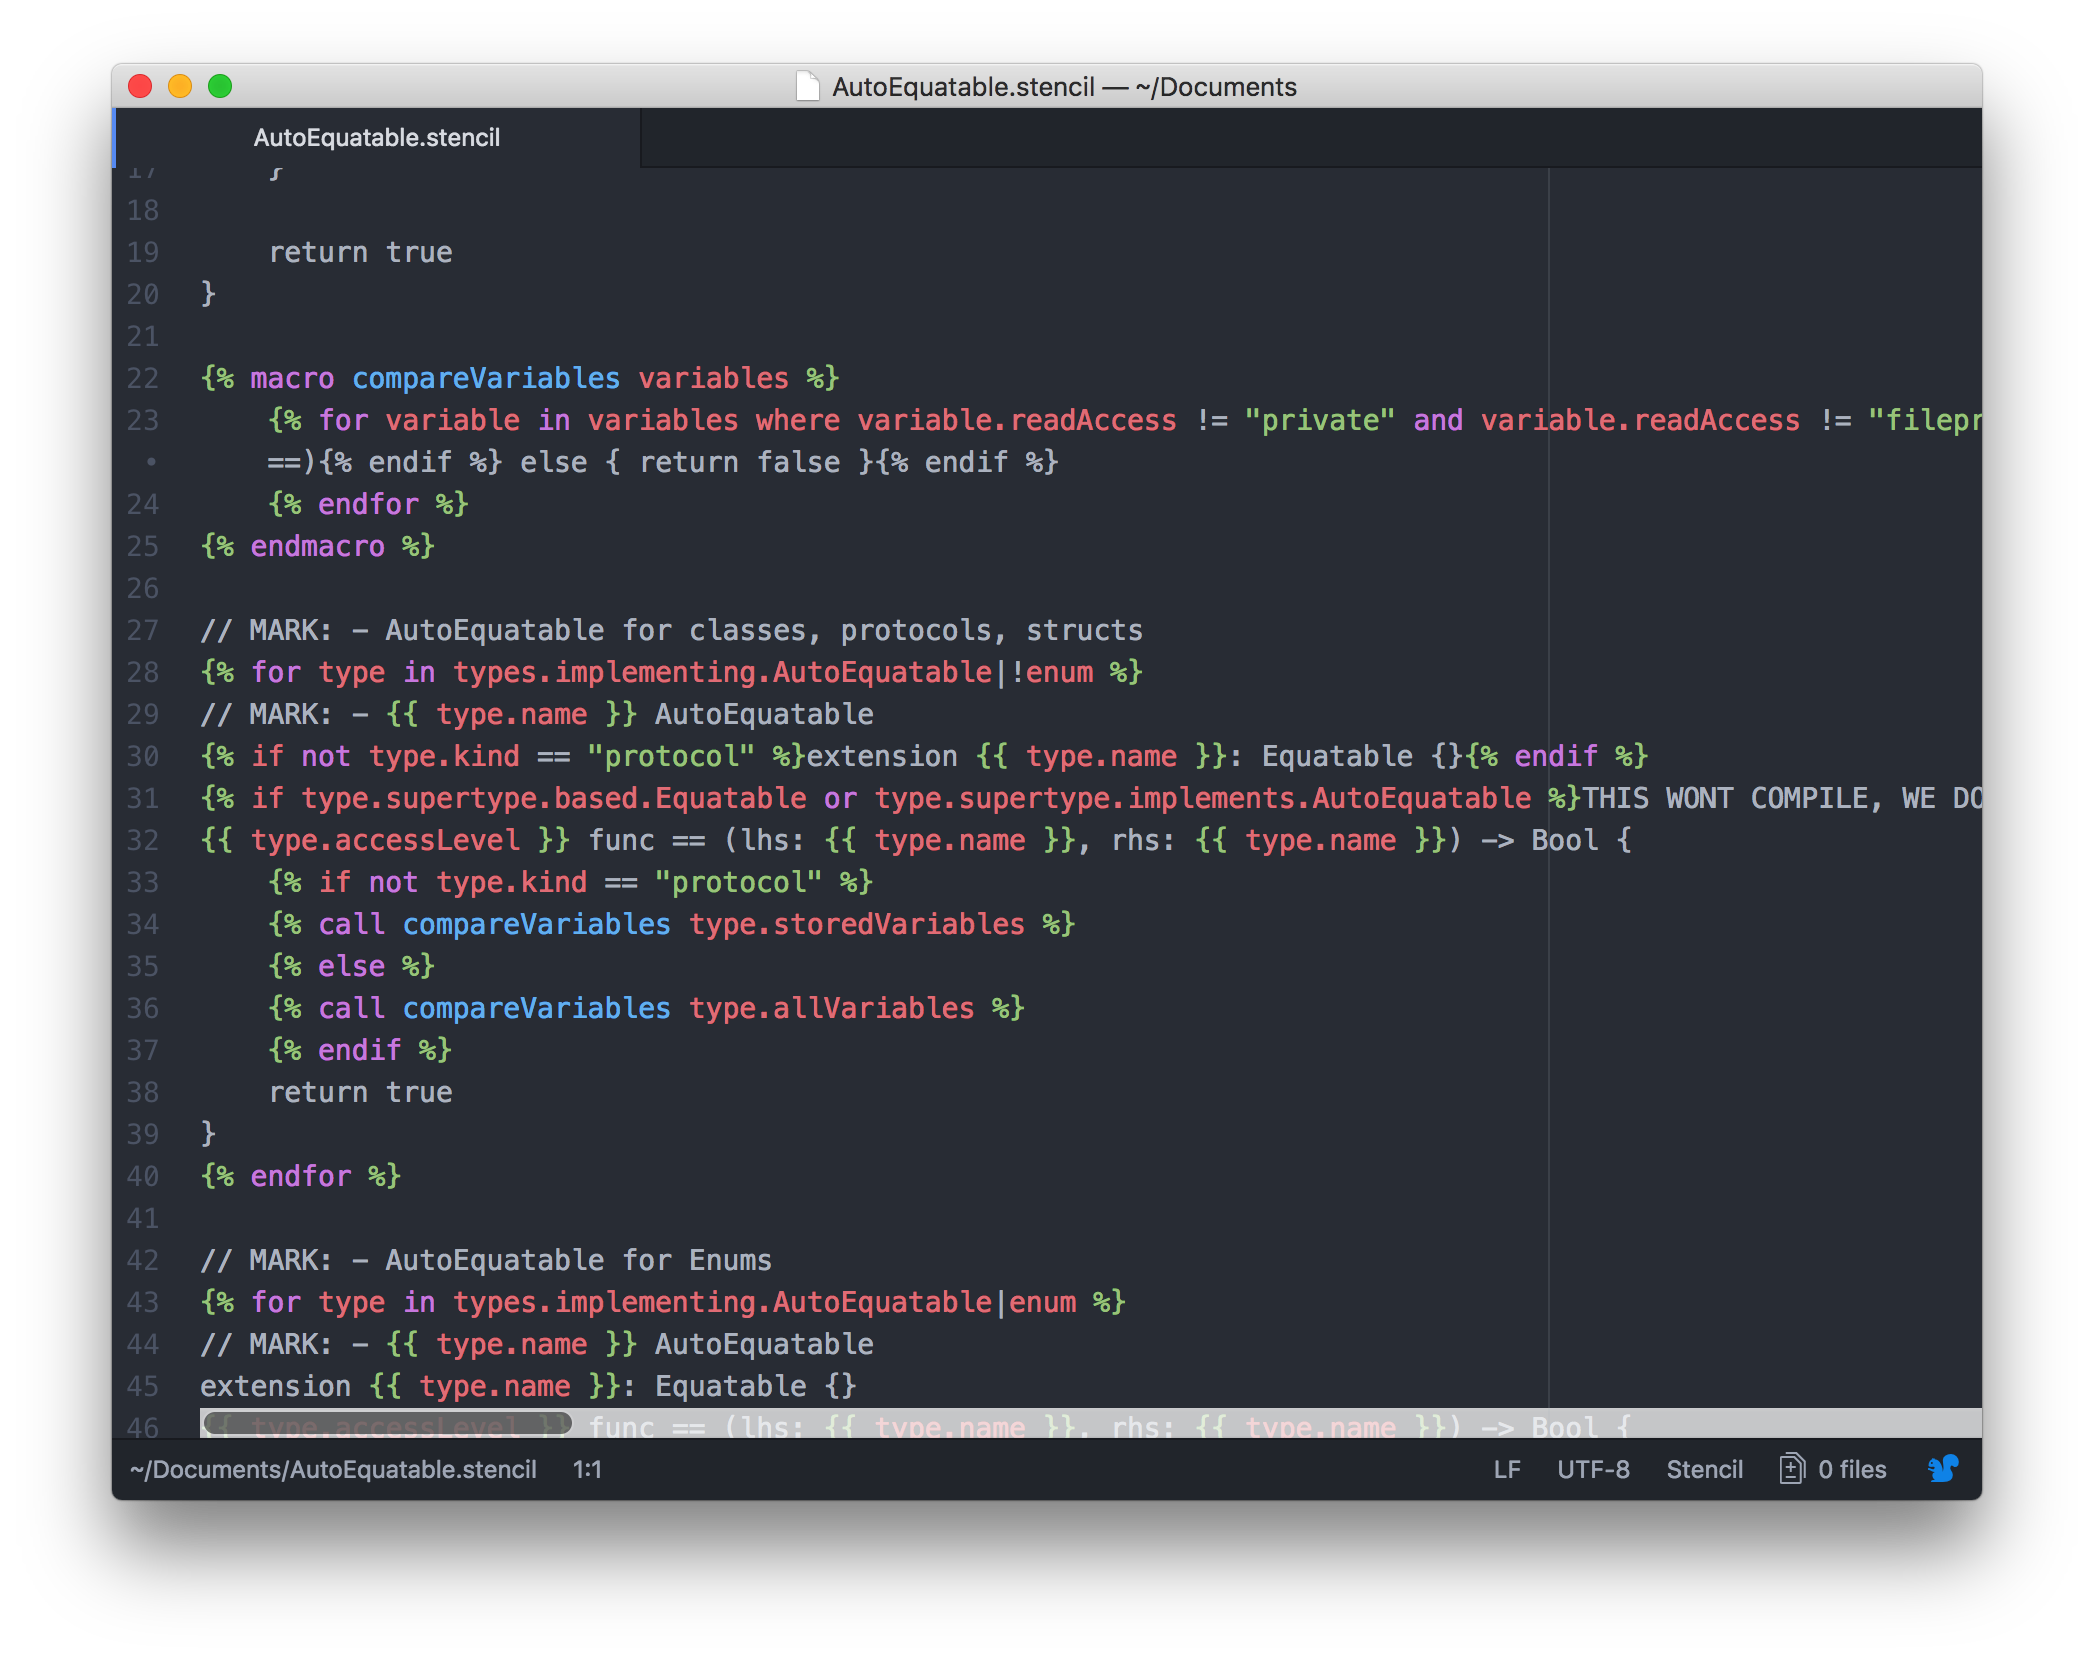 AutoEquatable.stencil — ~/Documents
AutoEquatable.stencil
17 }
18
19 return true
20 }
21
22 {% macro compareVariables variables %}
23 {% for variable in variables where variable.readAccess != "private" and variable.readAccess != "filepr
• ==){% endif %} else { return false }{% endif %}
24 {% endfor %}
25 {% endmacro %}
26
27 // MARK: - AutoEquatable for classes, protocols, structs
28 {% for type in types.implementing.AutoEquatable|!enum %}
29 // MARK: - {{ type.name }} AutoEquatable
30 {% if not type.kind == "protocol" %}extension {{ type.name }}: Equatable {}{% endif %}
31 {% if type.supertype.based.Equatable or type.supertype.implements.AutoEquatable %}THIS WONT COMPILE, WE DO
32 {{ type.accessLevel }} func == (lhs: {{ type.name }}, rhs: {{ type.name }}) -> Bool {
33 {% if not type.kind == "protocol" %}
34 {% call compareVariables type.storedVariables %}
35 {% else %}
36 {% call compareVariables type.allVariables %}
37 {% endif %}
38 return true
39 }
40 {% endfor %}
41
42 // MARK: - AutoEquatable for Enums
43 {% for type in types.implementing.AutoEquatable|enum %}
44 // MARK: - {{ type.name }} AutoEquatable
45 extension {{ type.name }}: Equatable {}
46 {{ type.accessLevel }} func == (lhs: {{ type.name }}, rhs: {{ type.name }}) -> Bool {
~/Documents/AutoEquatable.stencil 1:1 LF UTF-8 Stencil 0 files